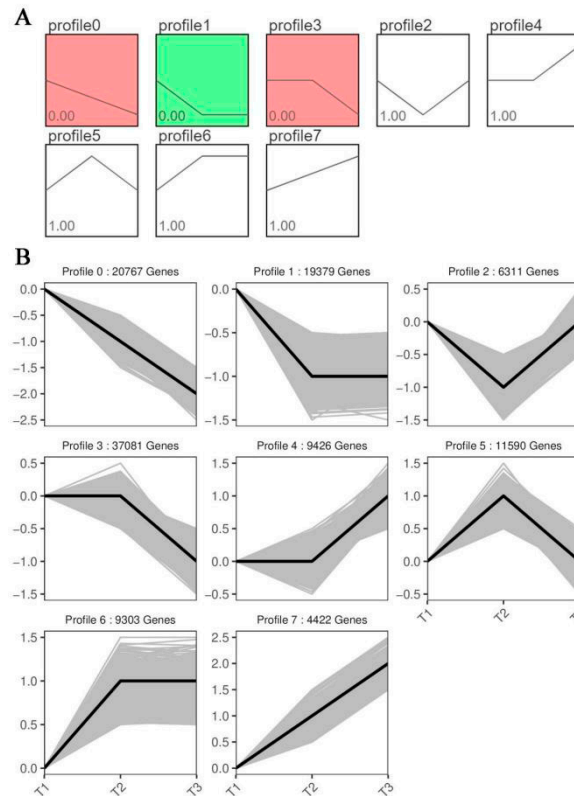 A
profile0 profile1 profile3 profile2 profile4
0.00 0.00 0.00 1.00 1.00
profile5 profile6 profile7
1.00 1.00 1.00
B
Profile 0 : 20767 Genes Profile 1 : 19379 Genes Profile 2 : 6311 Genes
0.0 0.0 0.5
-0.5 -0.5 0.0
-1.0 -1.0 -0.5
-1.5 -1.5 -1.0
-2.0 -1.5
-2.5
Profile 3 : 37081 Genes Profile 4 : 9426 Genes Profile 5 : 11590 Genes
0.5 1.5 1.5
0.0 1.0 1.0
-0.5 0.5 0.5
-1.0 0.0 0.0
-1.5 -0.5 -0.5
T1 T2 T3
Profile 6 : 9303 Genes Profile 7 : 4422 Genes
1.5 2.5
1.0 2.0
0.5 1.5
0.0 1.0
0.5
0.0
T1 T2 T3 T1 T2 T3